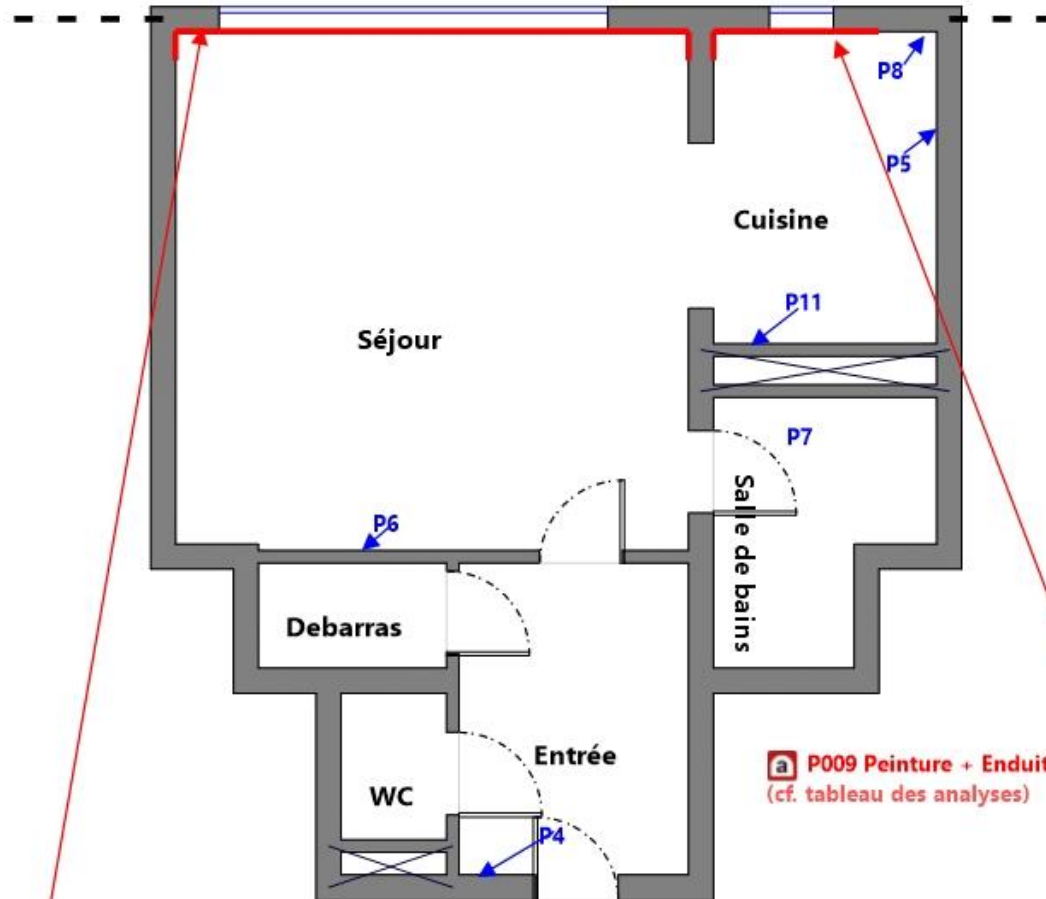 P8
P5
Cuisine
P11
Séjour
P7
Salle de bains
P6
Debarras
Entrée
a P009 Peinture + Enduit
(cf. tableau des analyses)
WC
P4